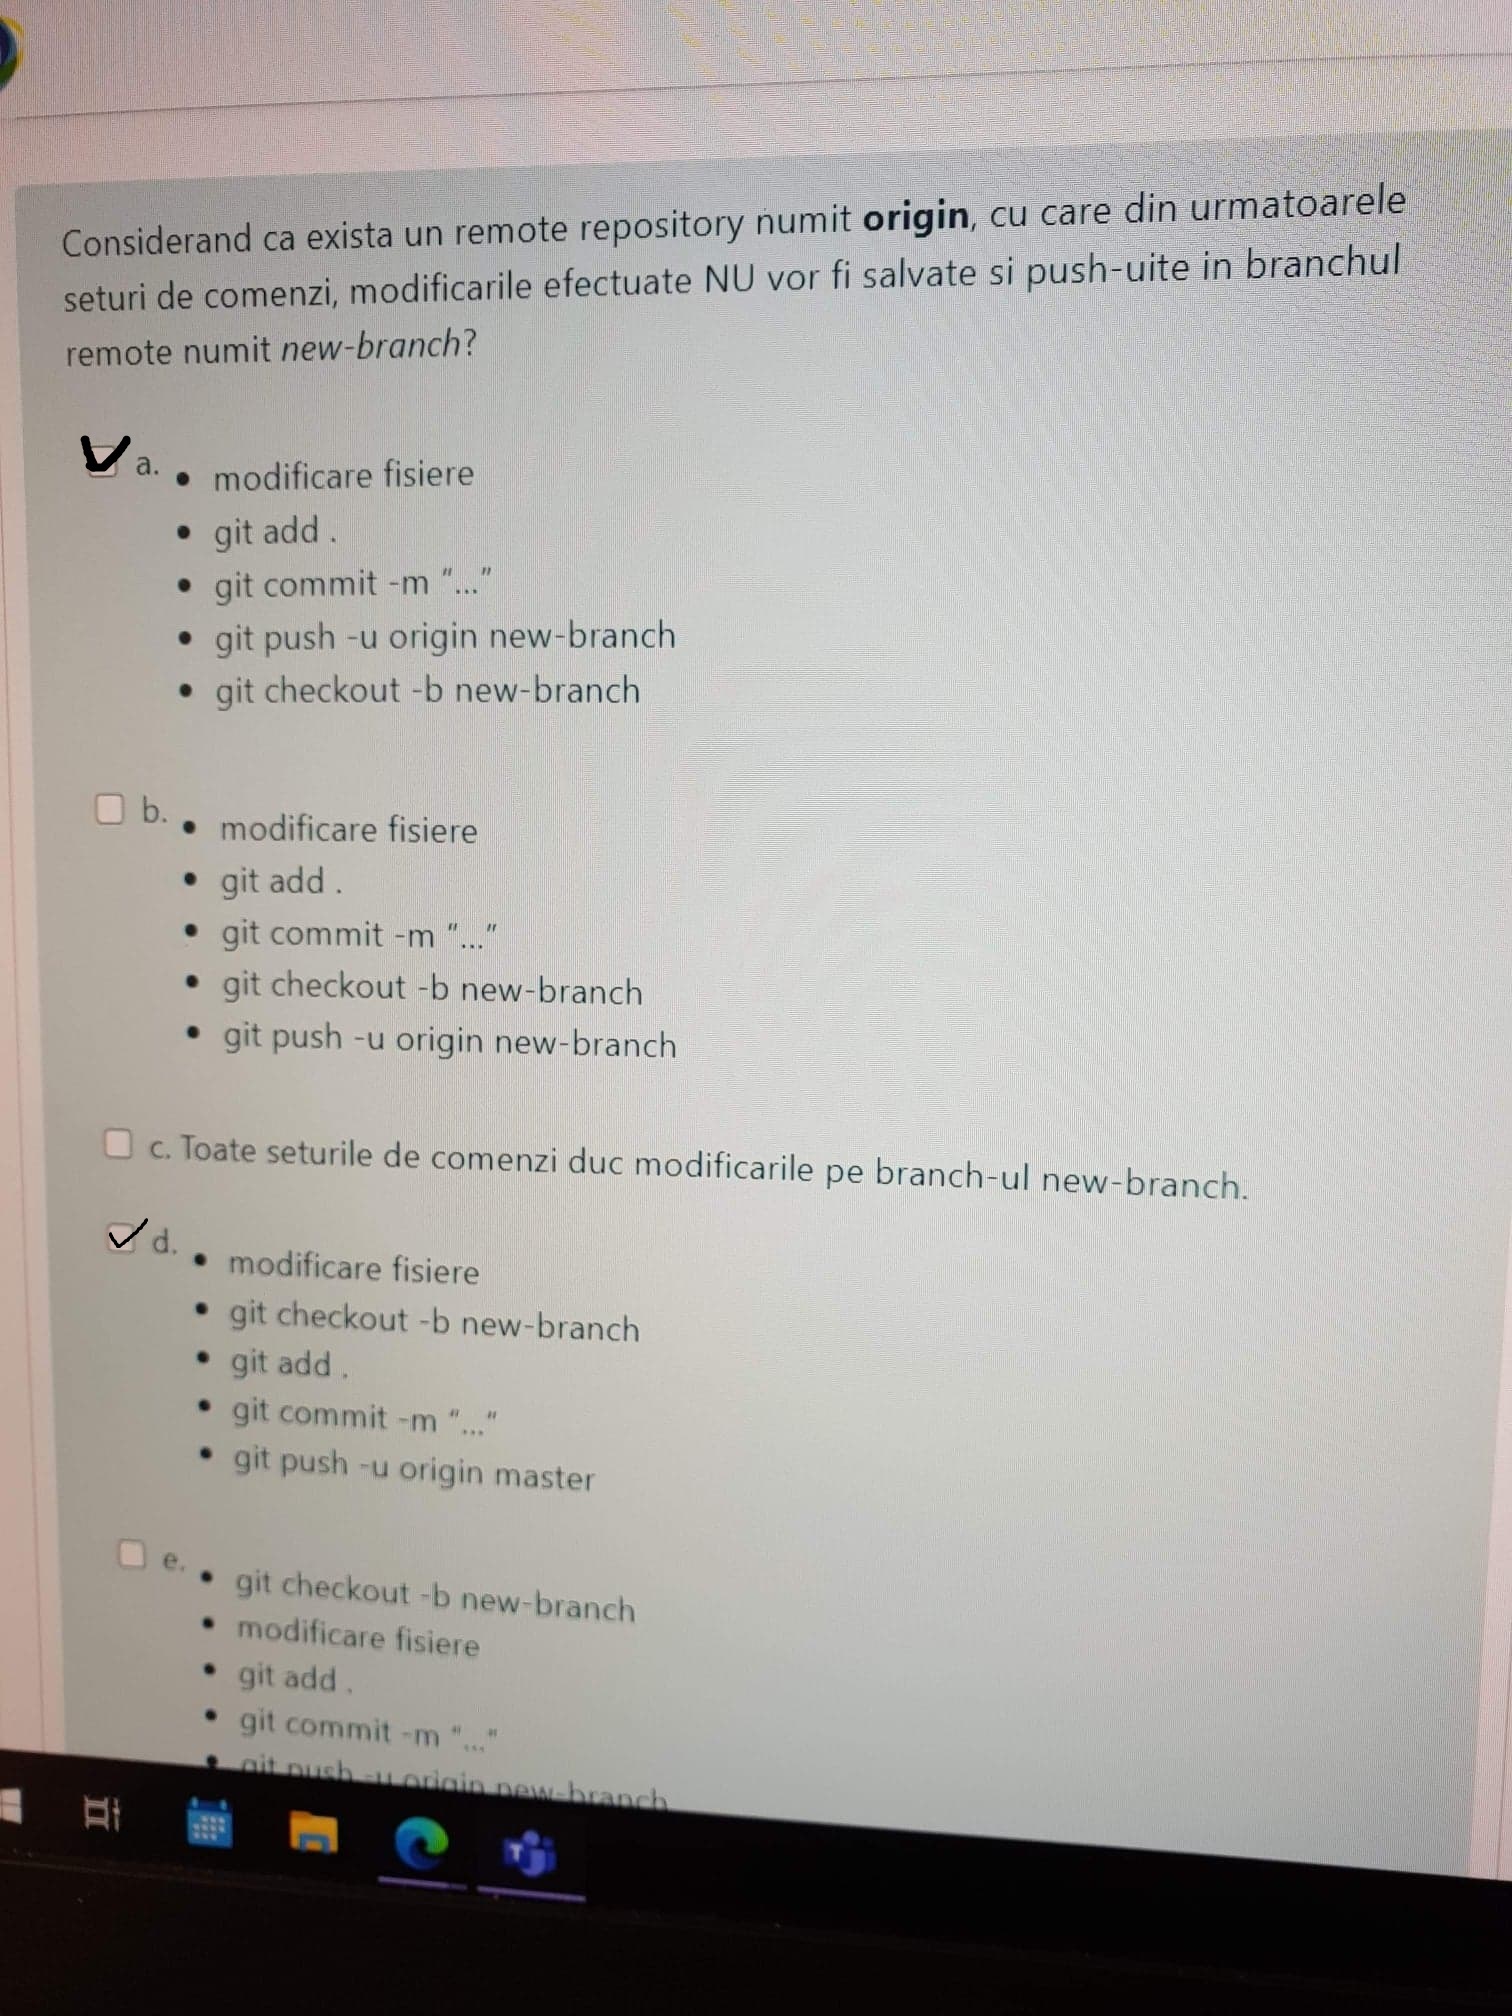 Considerand ca exista un remote repository numit origin, cu care din urmatoarele
seturi de comenzi, modificarile efectuate NU vor fi salvate si push-uite in branchul
remote numit new-branch?
a. • modificare fisiere
• git add .
• git commit -m "..."
• git push -u origin new-branch
• git checkout -b new-branch
b. • modificare fisiere
• git add .
• git commit -m "..."
• git checkout -b new-branch
• git push -u origin new-branch
c. Toate seturile de comenzi duc modificarile pe branch-ul new-branch.
d. • modificare fisiere
• git checkout -b new-branch
• git add .
• git commit -m "..."
• git push -u origin master
e. • git checkout -b new-branch
• modificare fisiere
• git add .
• git commit -m "..."
• git push -u origin new-branch
T